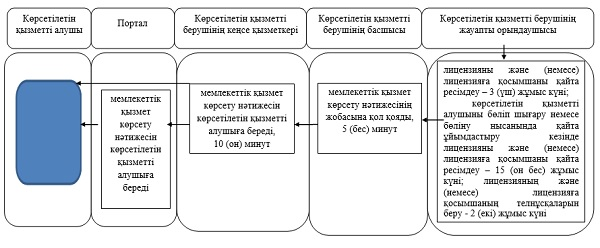 Көрсетілетін
қызметті алушы
Портал
Көрсетілетін қызметті
берушінің кеңсе қызметкері
Көрсетілетін қызметті
берушінің басшысы
Көрсетілетін қызметті берушінің
жауапты орындаушысы
мемлекеттік
қызмет
көрсету
нәтижесін
көрсетілетін
қызметті
алушыға
береді
мемлекеттік қызмет
көрсету нәтижесін
көрсетілетін қызметті
алушыға береді,
10 (он) минут
мемлекеттік қызмет
көрсету нәтижесінің
жобасына қол қояды,
5 (бес) минут
лицензияны және (немесе)
лицензияға қосымшаны қайта
ресімдеу – 3 (үш) жұмыс күні;
көрсетілетін қызметті
алушыны бөліп шығару немесе
бөліну нысанында қайта
ұйымдастыру кезінде
лицензияны және (немесе)
лицензияға қосымшаны қайта
ресімдеу – 15 (он бес) жұмыс
күні; лицензияның және
(немесе) лицензияға
қосымшаның телнұсқаларын
беру - 2 (екі) жұмыс күні